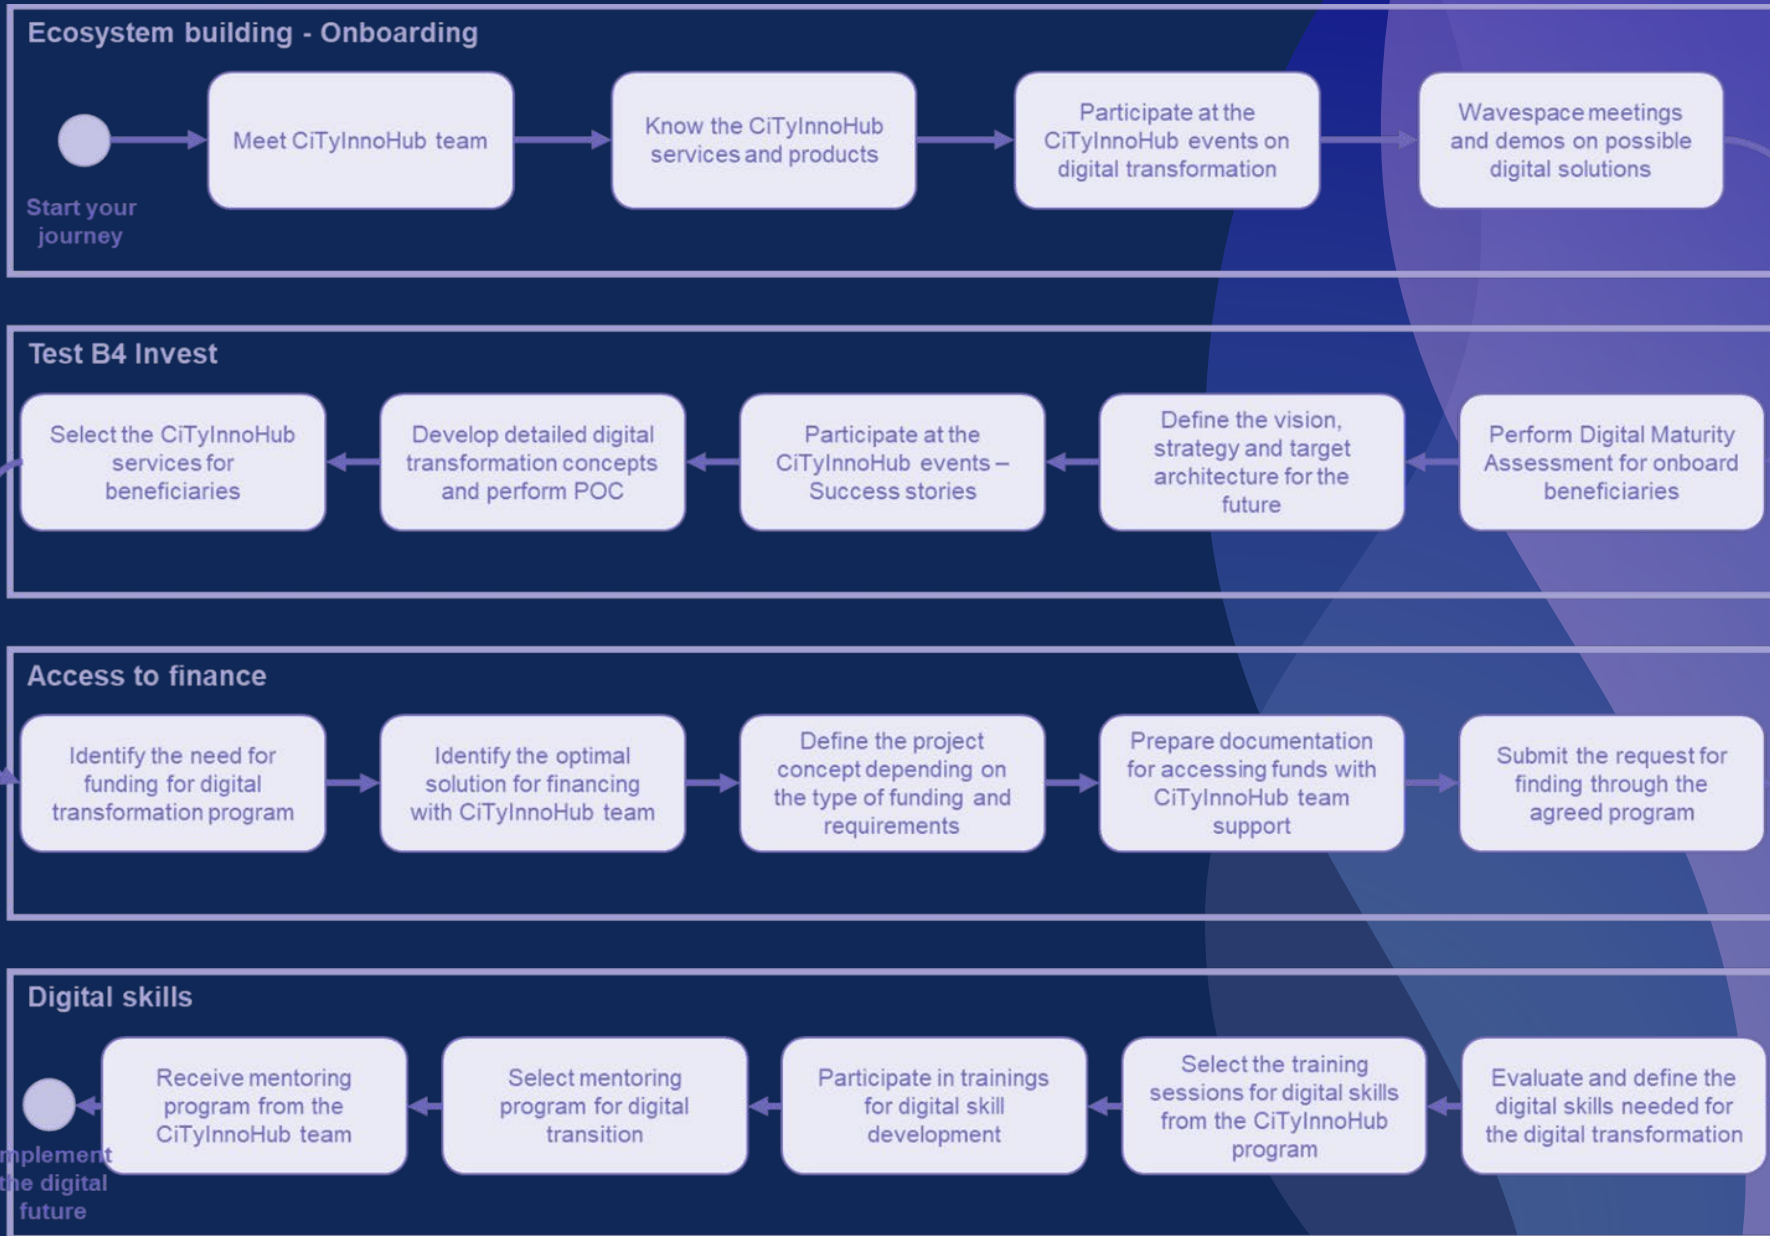 Ecosystem building - Onboarding
Start your
journey
Meet CiTyInnoHub team
Know the CiTyInnoHub
services and products
Participate at the
CiTyInnoHub events on
digital transformation
Wavespace meetings
and demos on possible
digital solutions
Test B4 Invest
Select the CiTyInnoHub
services for
beneficiaries
Develop detailed digital
transformation concepts
and perform POC
Participate at the
CiTyInnoHub events –
Success stories
Define the vision,
strategy and target
architecture for the
future
Perform Digital Maturity
Assessment for onboard
beneficiaries
Access to finance
Identify the need for
funding for digital
transformation program
Identify the optimal
solution for financing
with CiTyInnoHub team
Define the project
concept depending on
the type of funding and
requirements
Prepare documentation
for accessing funds with
CiTyInnoHub team
support
Submit the request for
finding through the
agreed program
Digital skills
mplement
the digital
future
Receive mentoring
program from the
CiTyInnoHub team
Select mentoring
program for digital
transition
Participate in trainings
for digital skill
development
Select the training
sessions for digital skills
from the CiTyInnoHub
program
Evaluate and define the
digital skills needed for
the digital transformation